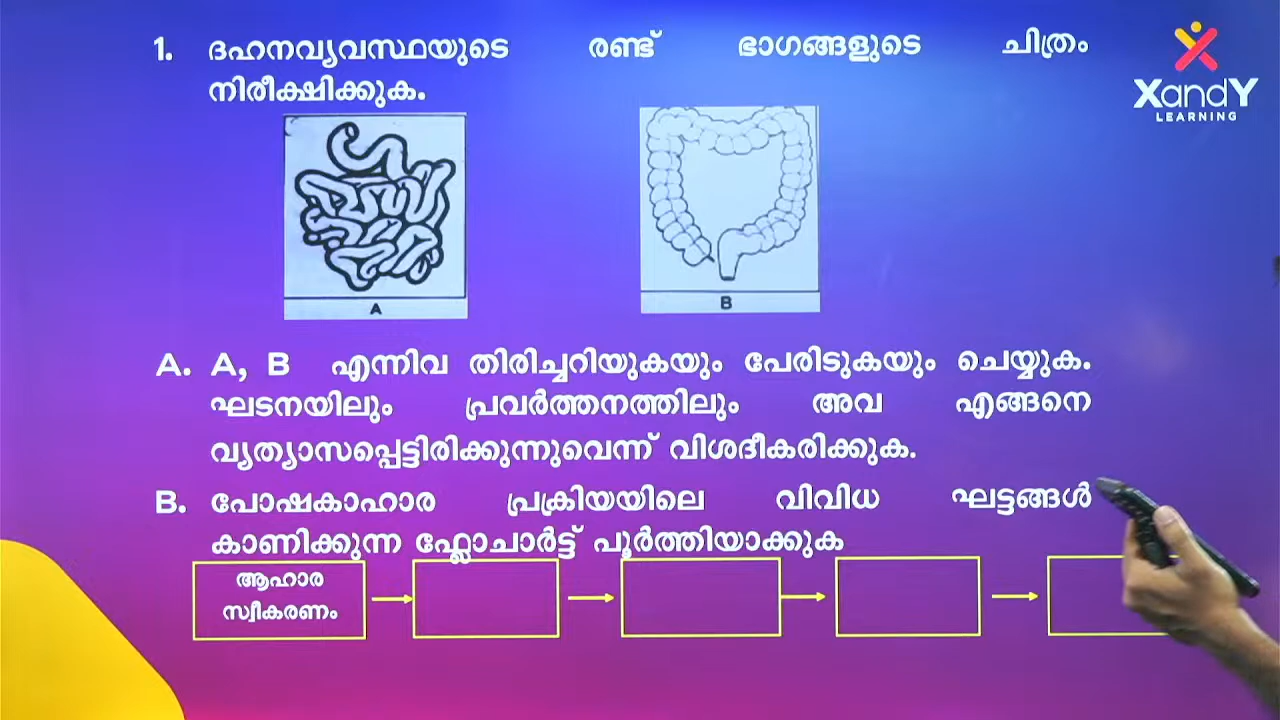 1. ദഹനവ്യവസ്ഥയുടെ രണ്ട് ഭാഗങ്ങളുടെ ചിത്രം
നിരീക്ഷിക്കുക.
XandY
LEARNING
A
B
A. A, B എന്നിവ തിരിച്ചറിയുകയും പേരിടുകയും ചെയ്യുക.
ഘടനയിലും പ്രവർത്തനത്തിലും അവ എങ്ങനെ
വ്യത്യാസപ്പെട്ടിരിക്കുന്നുവെന്ന് വിശദീകരിക്കുക.
B. പോഷകാഹാര പ്രക്രിയയിലെ വിവിധ ഘട്ടങ്ങൾ
കാണിക്കുന്ന ഫ്ലോചാർട്ട് പൂർത്തിയാക്കുക
ആഹാര
സ്വീകരണം